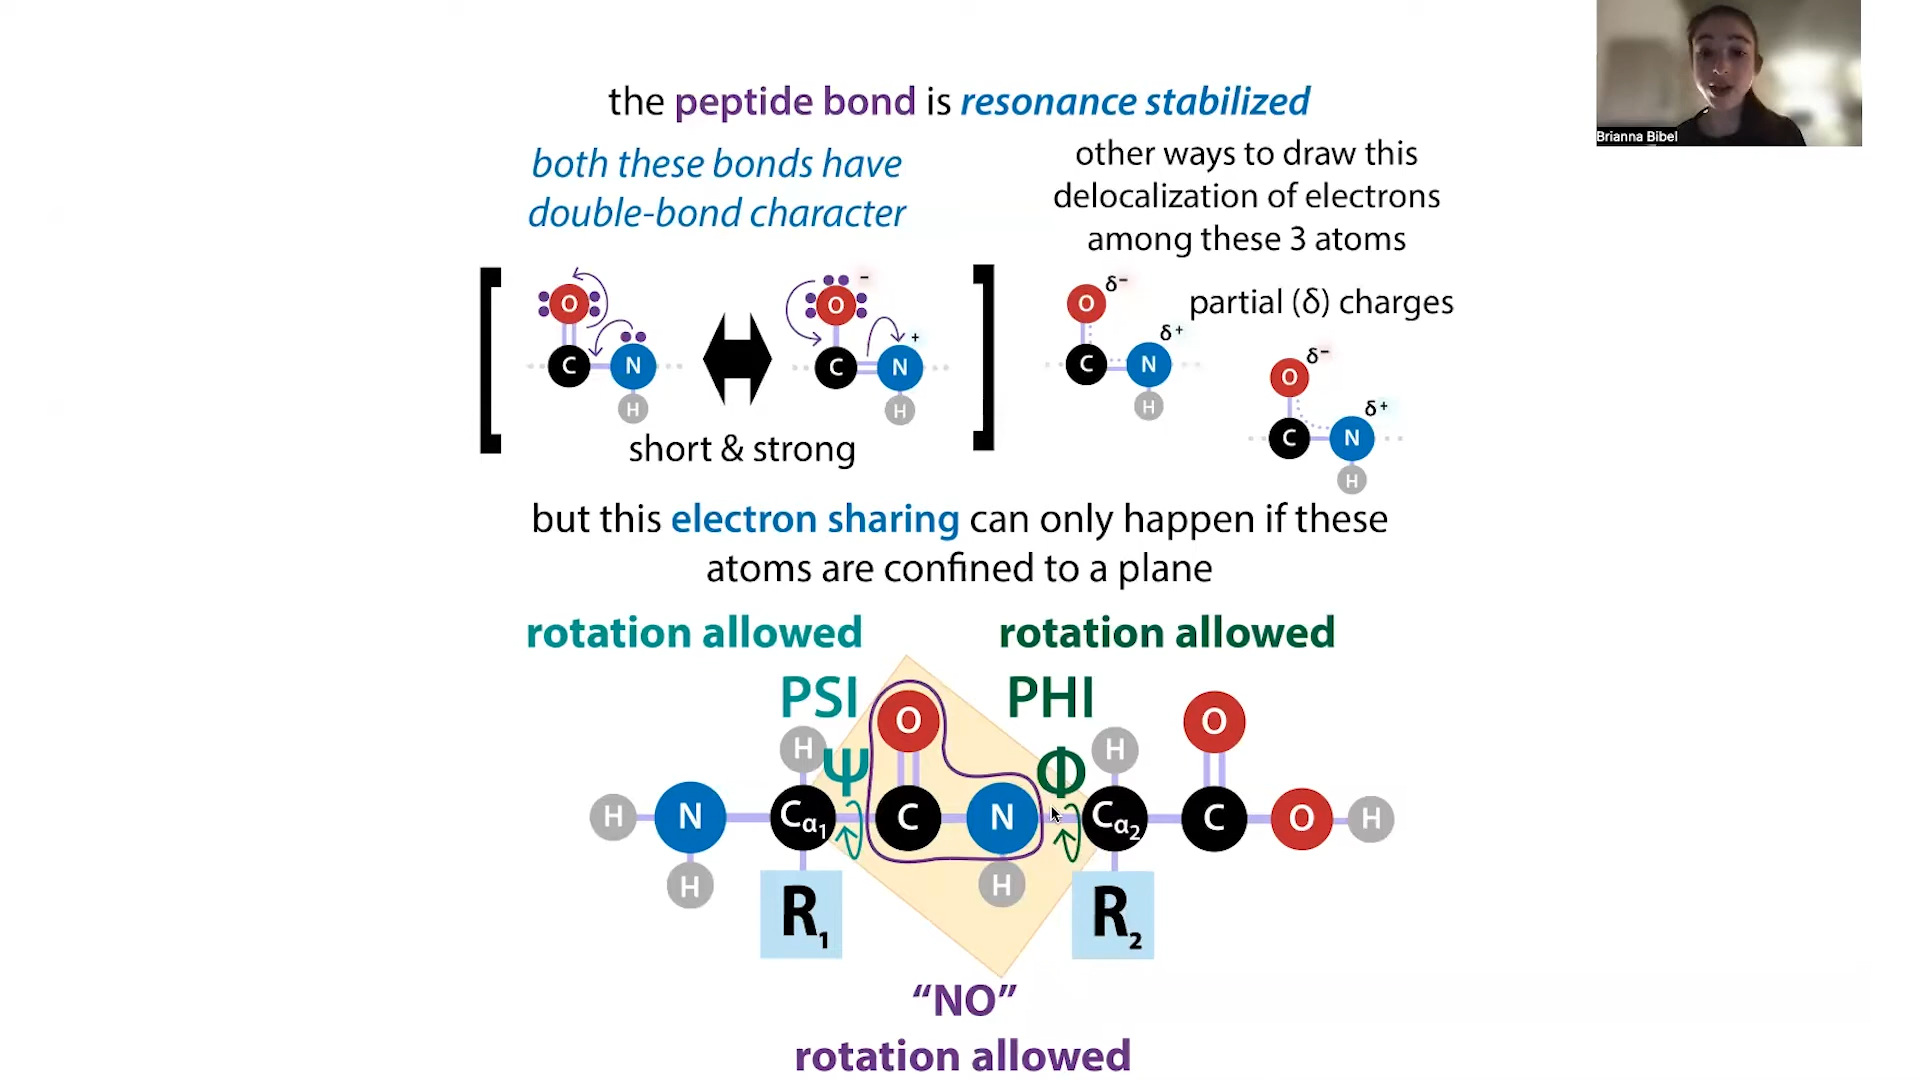 Brianna Bibel
the peptide bond is resonance stabilized
both these bonds have
double-bond character
other ways to draw this
delocalization of electrons
among these 3 atoms
O
C N
H
O -
C N +
H
short & strong
O δ-
C N δ+
H
partial (δ) charges
O δ-
C N δ+
H
but this electron sharing can only happen if these
atoms are confined to a plane
rotation allowed
rotation allowed
PSI
PHI
Ψ
Φ
H O H O
H N Cα1 C N Cα2 C O H
H H
R1 R2
“NO”
rotation allowed